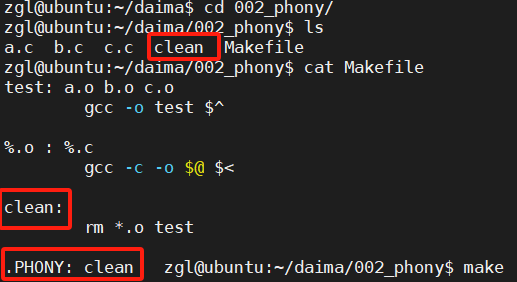 zgl@ubuntu:~/daima$ cd 002_phony/
zgl@ubuntu:~/daima/002_phony$ ls
a.c  b.c  c.c  clean  Makefile
zgl@ubuntu:~/daima/002_phony$ cat Makefile
test: a.o b.o c.o
        gcc -o test $^

%.o : %.c
        gcc -c -o $@ $<

clean:
        rm *.o test

.PHONY: clean   zgl@ubuntu:~/daima/002_phony$ make